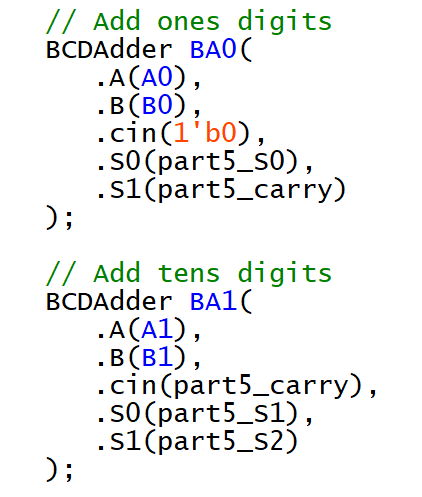 // Add ones digits
BCDAdder BA0(
.A(A0),
.B(B0),
.cin(1'b0),
.S0(part5_S0),
.S1(part5_carry)
);
// Add tens digits
BCDAdder BA1(
.A(A1),
.B(B1),
.cin(part5_carry),
.S0(part5_S1),
.S1(part5_S2)
);